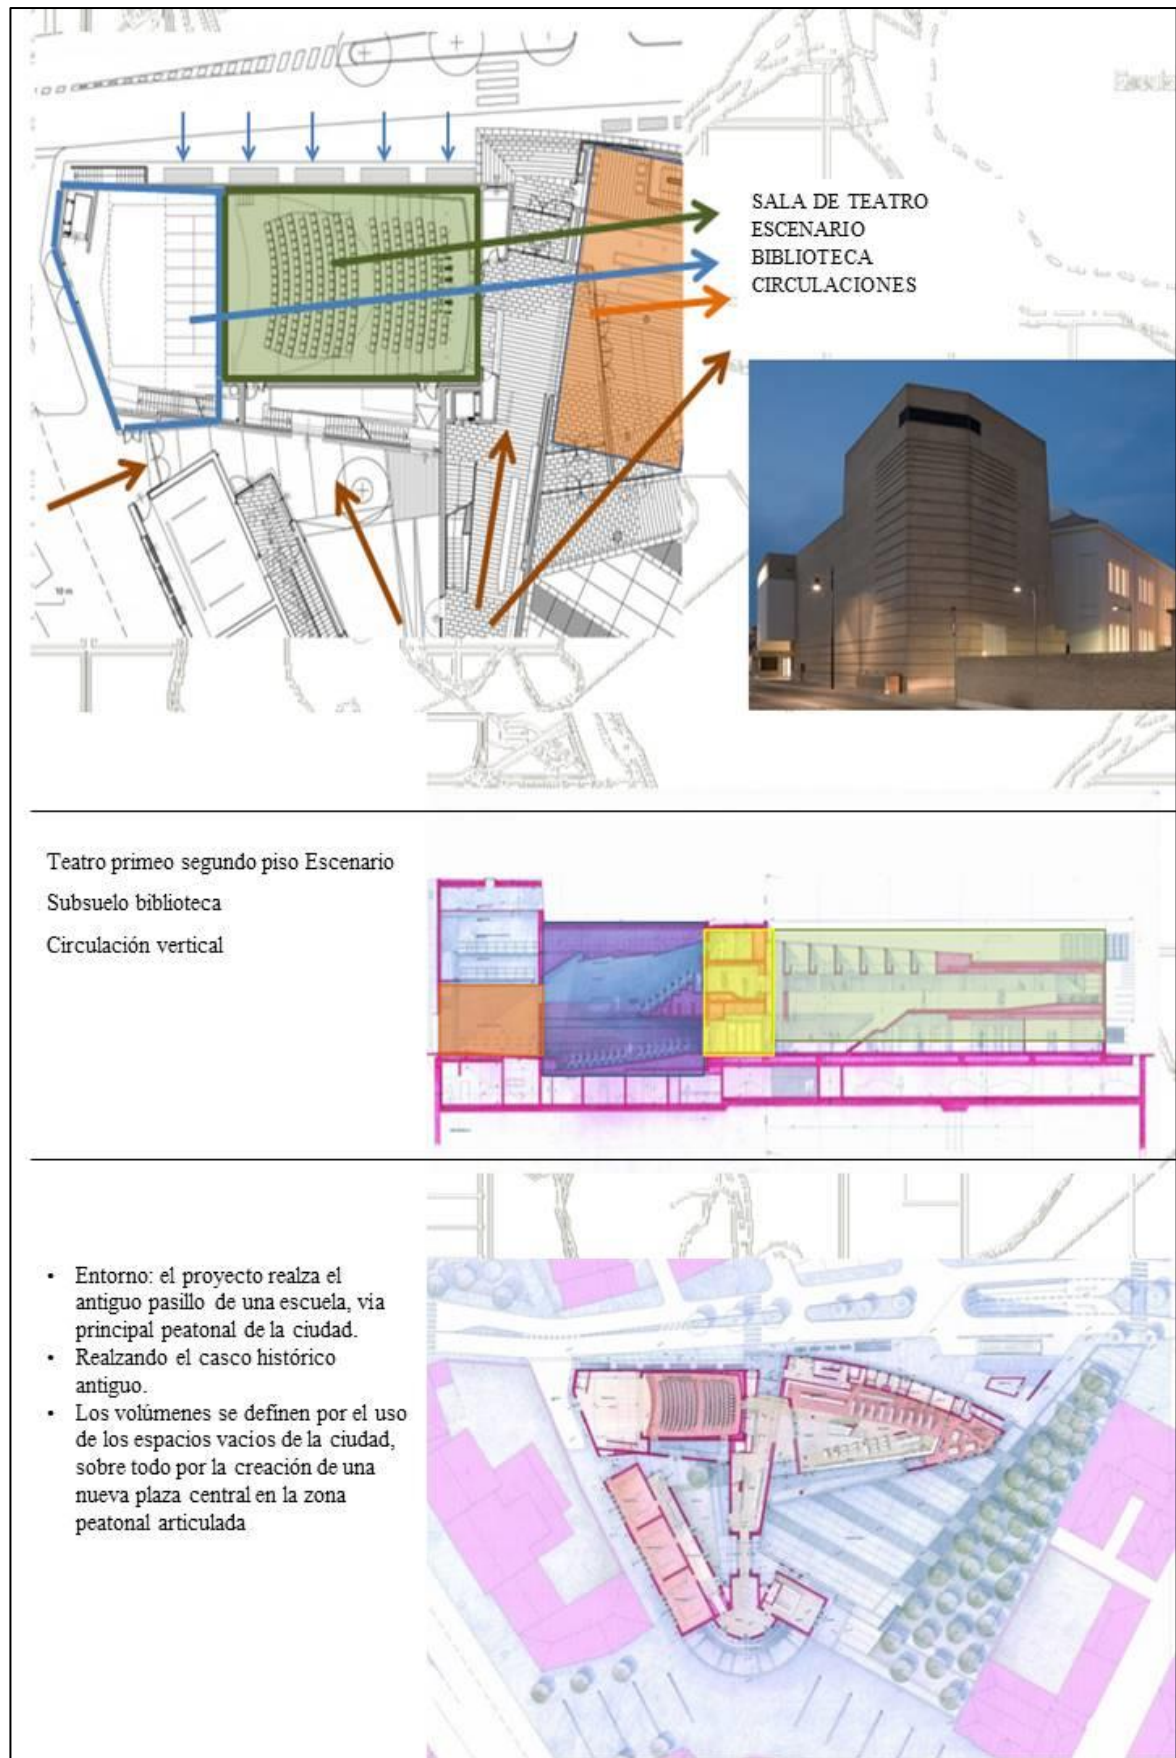 SALA DE TEATRO
ESCENARIO
BIBLIOTECA
CIRCULACIONES
10 m
Teatro primeo segundo piso Escenario
Subsuelo biblioteca
Circulación vertical
• Entorno: el proyecto realza el
antiguo pasillo de una escuela, via
principal peatonal de la ciudad.
• Realzando el casco histórico
antiguo.
• Los volúmenes se definen por el uso
de los espacios vacios de la ciudad,
sobre todo por la creación de una
nueva plaza central en la zona
peatonal articulada